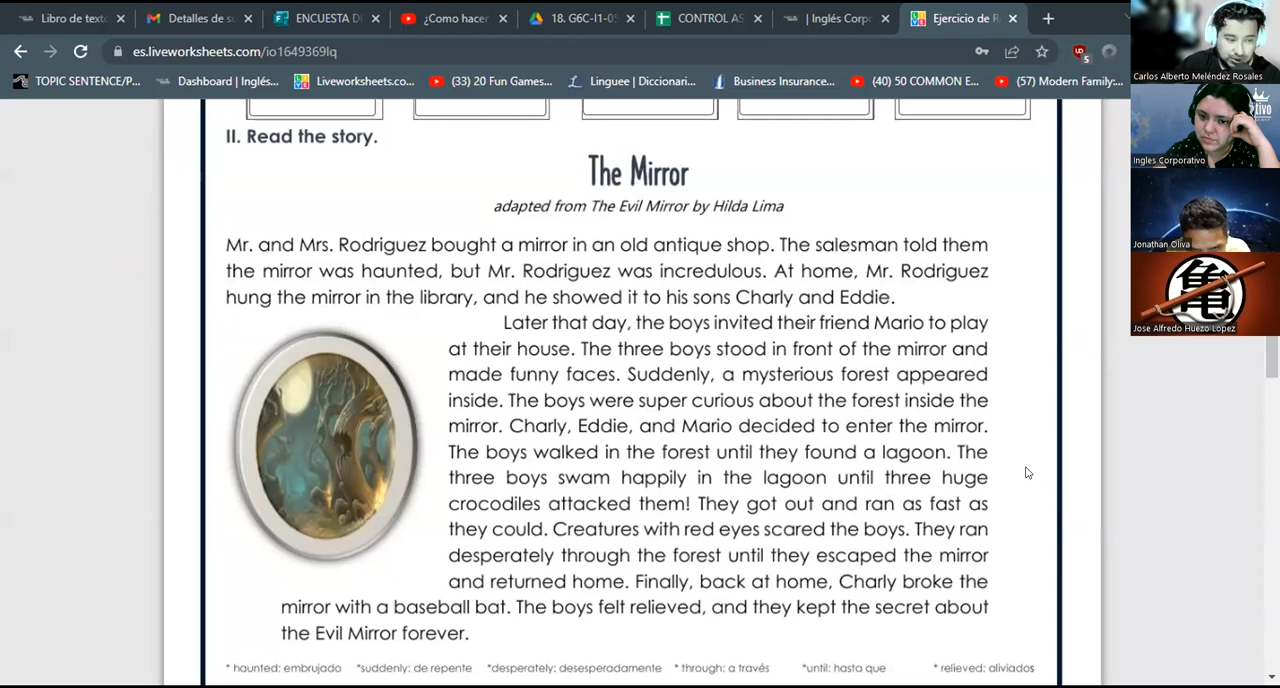 Libro de texto
Detalles de su
ENCUESTA DI
¿Como hacer
18. G6C-I1-05
CONTROL AS
| Inglés Corp
Ejercicio de R
es.liveworksheets.com/io1649369lq
5
TOPIC SENTENCE/P...
Dashboard | Inglés...
Liveworksheets.co...
(33) 20 Fun Games...
Linguee | Diccionari...
Business Insurance...
(40) 50 COMMON E...
(57) Modern Family:...
Carlos Alberto Meléndez Rosales
tivo
Ingles Corporativo
Jonathan Oliva
亀
Jose Alfredo Huezo Lopez
II. Read the story.
The Mirror
adapted from The Evil Mirror by Hilda Lima
Mr. and Mrs. Rodriguez bought a mirror in an old antique shop. The salesman told them
the mirror was haunted, but Mr. Rodriguez was incredulous. At home, Mr. Rodriguez
hung the mirror in the library, and he showed it to his sons Charly and Eddie.
Later that day, the boys invited their friend Mario to play
at their house. The three boys stood in front of the mirror and
made funny faces. Suddenly, a mysterious forest appeared
inside. The boys were super curious about the forest inside the
mirror. Charly, Eddie, and Mario decided to enter the mirror.
The boys walked in the forest until they found a lagoon. The
three boys swam happily in the lagoon until three huge
crocodiles attacked them! They got out and ran as fast as
they could. Creatures with red eyes scared the boys. They ran
desperately through the forest until they escaped the mirror
and returned home. Finally, back at home, Charly broke the
mirror with a baseball bat. The boys felt relieved, and they kept the secret about
the Evil Mirror forever.
* haunted: embrujado *suddenly: de repente *desperately: desesperadamente * through: a través *until: hasta que * relieved: aliviados